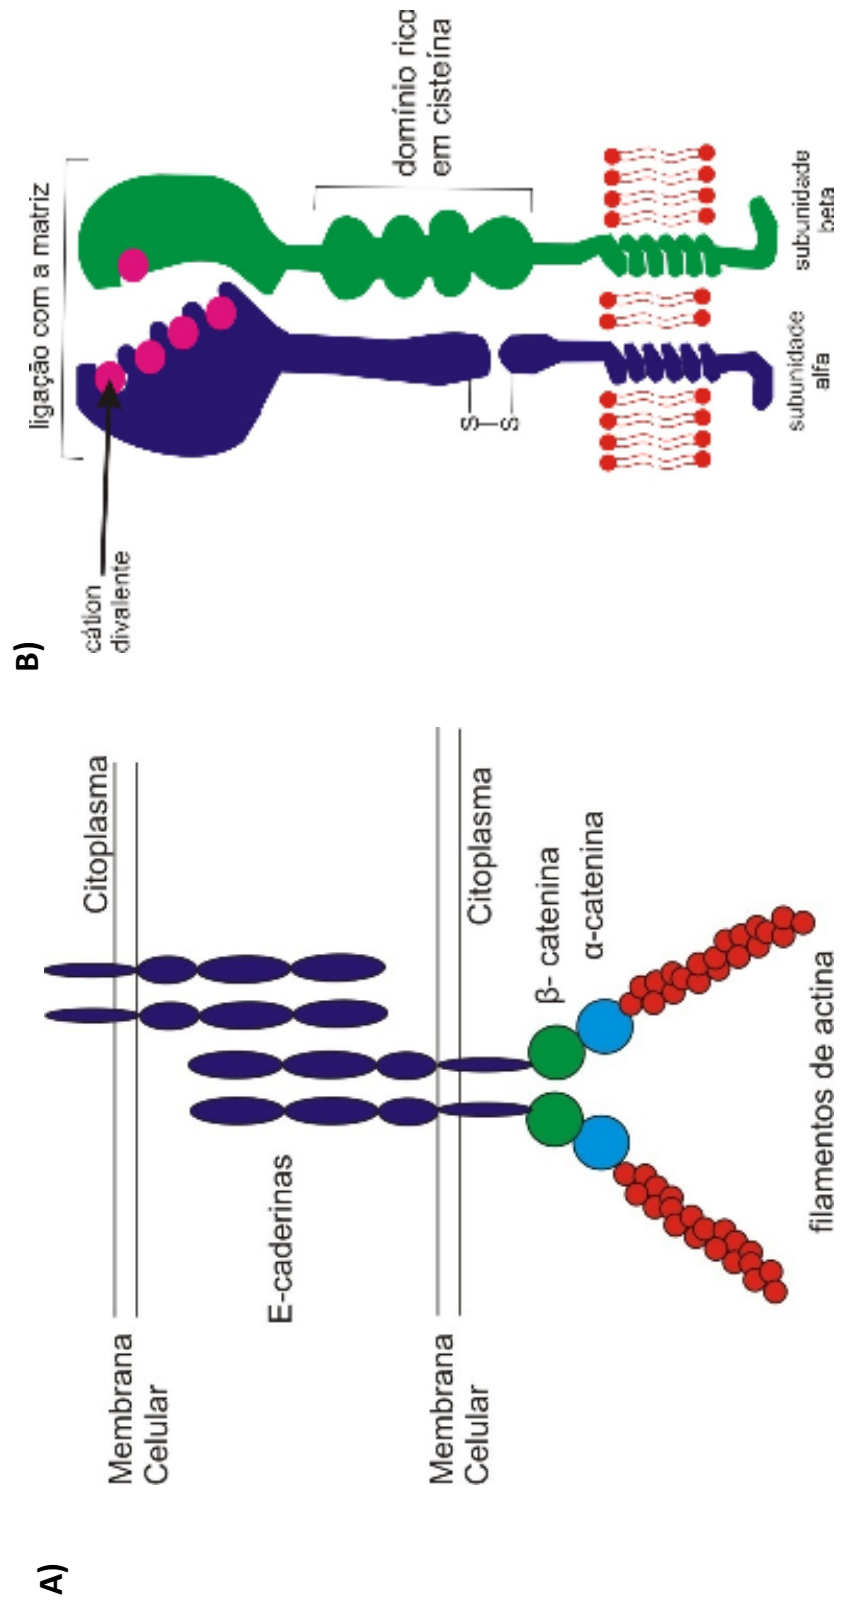 A)
Membrana
Celular
Citoplasma
E-caderinas
Membrana
Celular
Citoplasma
β- catenina
α-catenina
filamentos de actina
B)
cátion
divalente
ligação com a matriz
domínio rico
em cisteína
S—S
subunidade
alfa
subunidade
beta